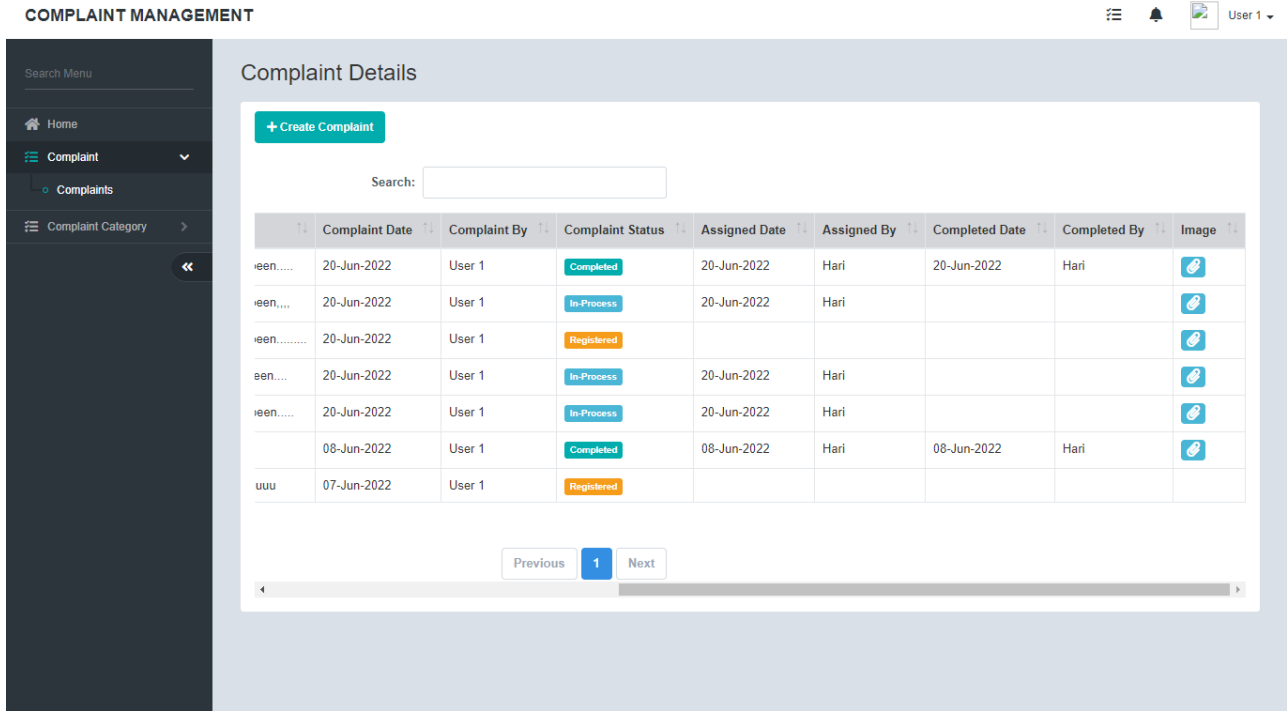 COMPLAINT MANAGEMENT
User 1
Search Menu
Home
Complaint
Complaints
Complaint Category
Complaint Details
+ Create Complaint
Search:
Complaint Date Complaint By Complaint Status Assigned Date Assigned By Completed Date Completed By Image
een..... 20-Jun-2022 User 1 Completed 20-Jun-2022 Hari 20-Jun-2022 Hari
een,,,, 20-Jun-2022 User 1 In-Process 20-Jun-2022 Hari
een......... 20-Jun-2022 User 1 Registered
een.... 20-Jun-2022 User 1 In-Process 20-Jun-2022 Hari
een..... 20-Jun-2022 User 1 In-Process 20-Jun-2022 Hari
08-Jun-2022 User 1 Completed 08-Jun-2022 Hari 08-Jun-2022 Hari
uuu 07-Jun-2022 User 1 Registered
Previous 1 Next